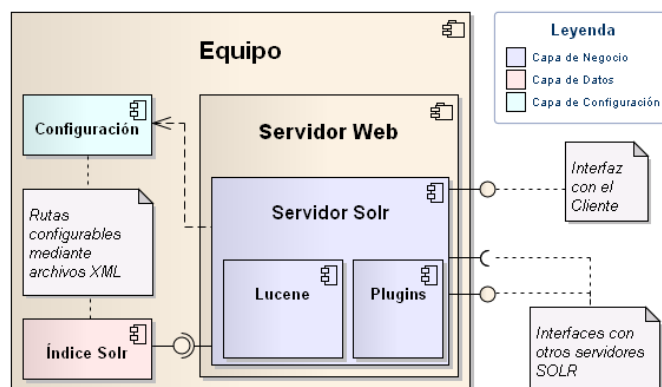 Equipo
Leyenda
Capa de Negocio
Capa de Datos
Capa de Configuración
Configuración
Servidor Web
Interfaz
con el
Cliente
Servidor Solr
Rutas
configurables
mediante
archivos XML
Lucene
Plugins
Índice Solr
Interfaces con
otros servidores
SOLR